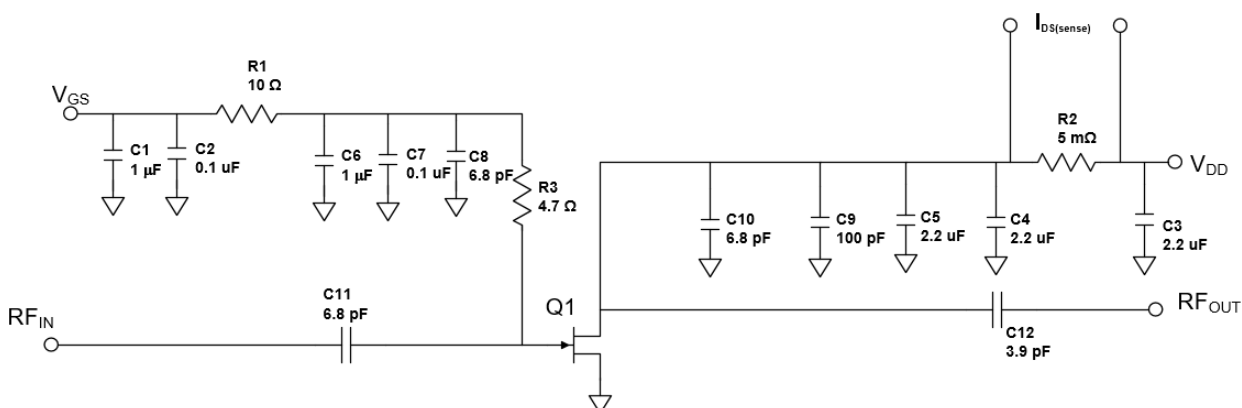 I_DS(sense)
R1
10 Ω
V_GS
C1
1 μF
C2
0.1 uF
C6
1 μF
C7
0.1 uF
C8
6.8 pF
R3
4.7 Ω
R2
5 mΩ
V_DD
C10
6.8 pF
C9
100 pF
C5
2.2 uF
C4
2.2 uF
C3
2.2 uF
C11
6.8 pF
Q1
RF_IN
RF_OUT
C12
3.9 pF